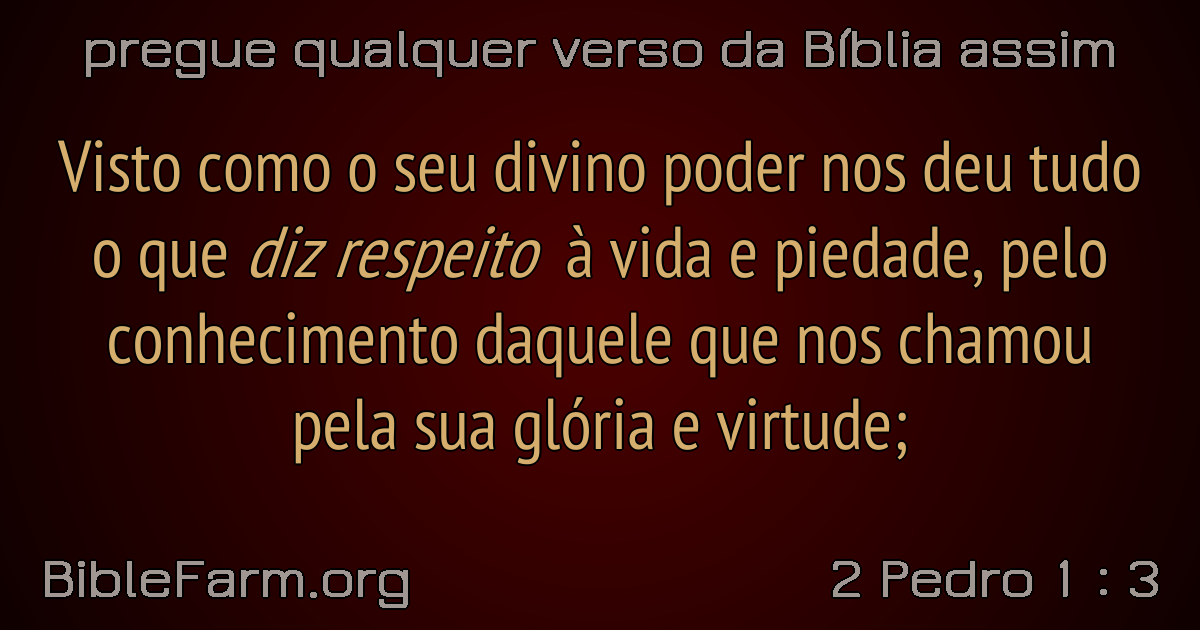 pregue qualquer verso da Bíblia assim
Visto como o seu divino poder nos deu tudo
o que diz respeito à vida e piedade, pelo
conhecimento daquele que nos chamou
pela sua glória e virtude;
BibleFarm.org
2 Pedro 1 : 3